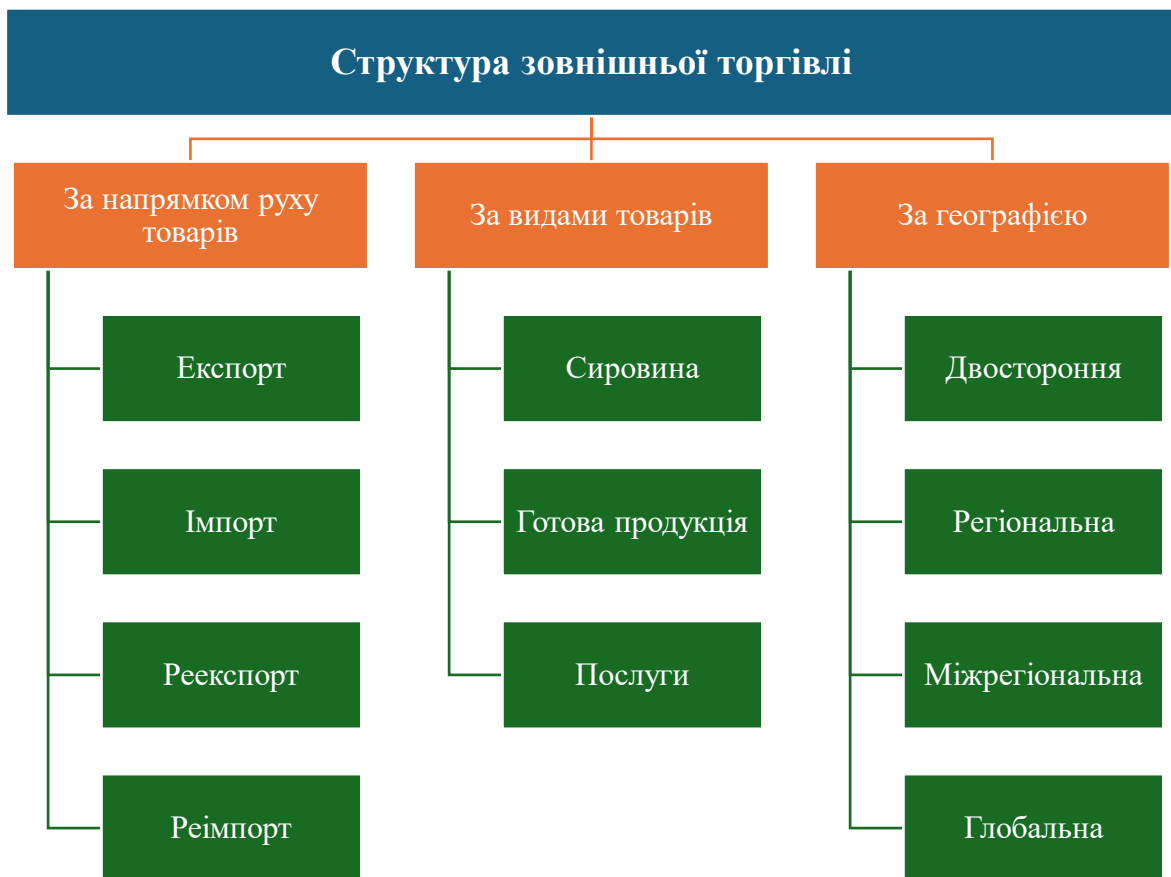 Структура зовнішньої торгівлі
За напрямком руху
товарів
Експорт
Імпорт
Реекспорт
Реімпорт
За видами товарів
Сировина
Готова продукція
Послуги
За географією
Двостороння
Регіональна
Міжрегіональна
Глобальна